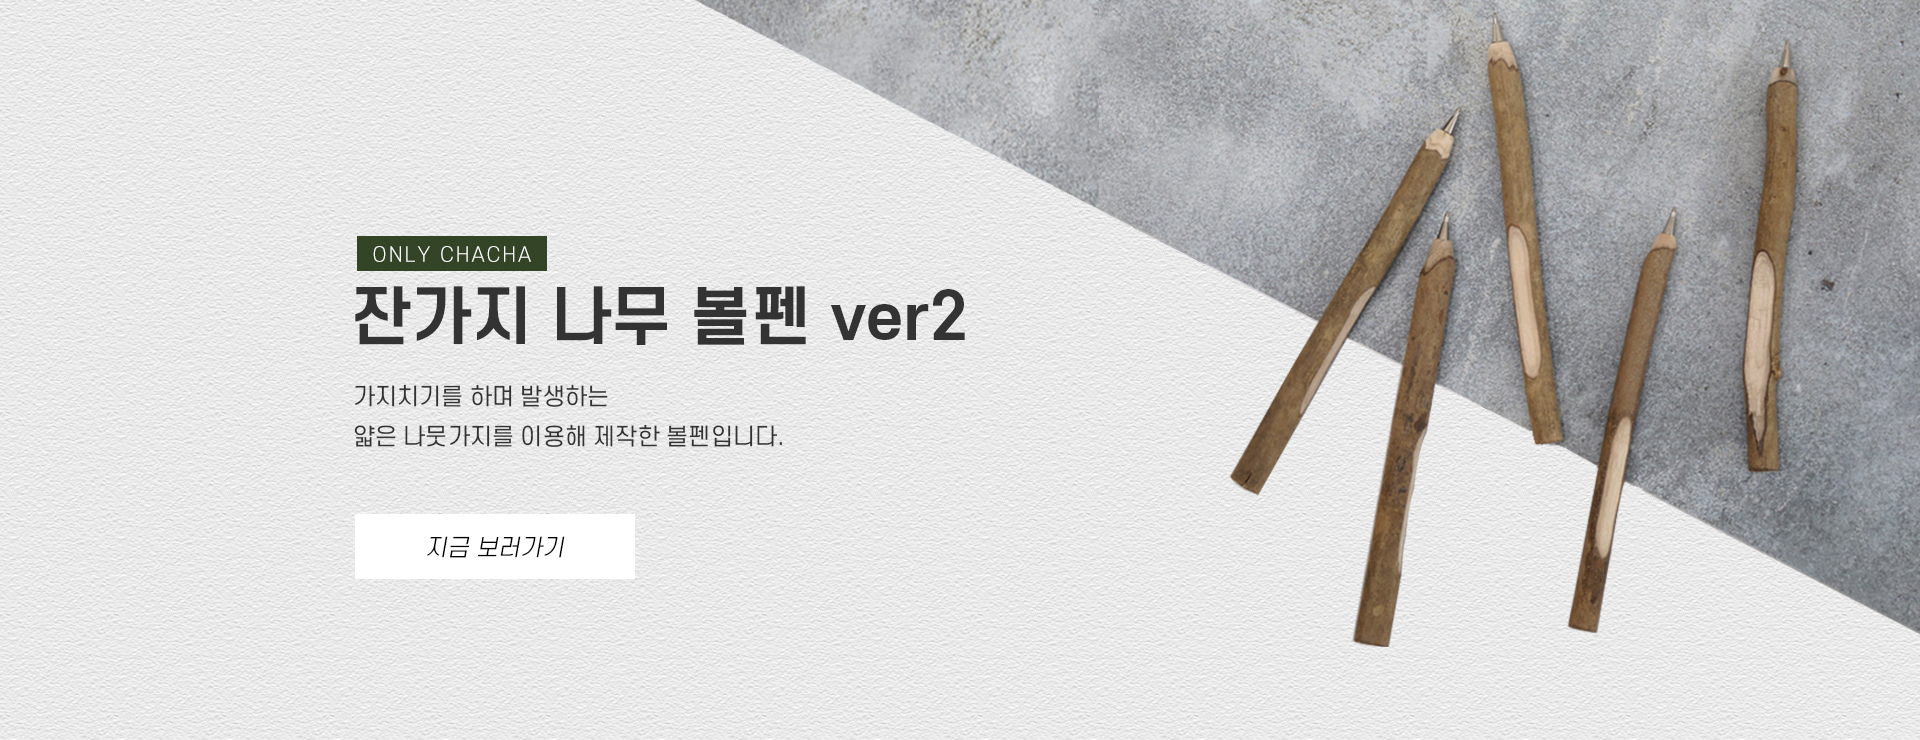 ONLY CHACHA
잔가지 나무 볼펜 ver2
가지치기를 하며 발생하는
얇은 나뭇가지를 이용해 제작한 볼펜입니다.
지금 보러가기